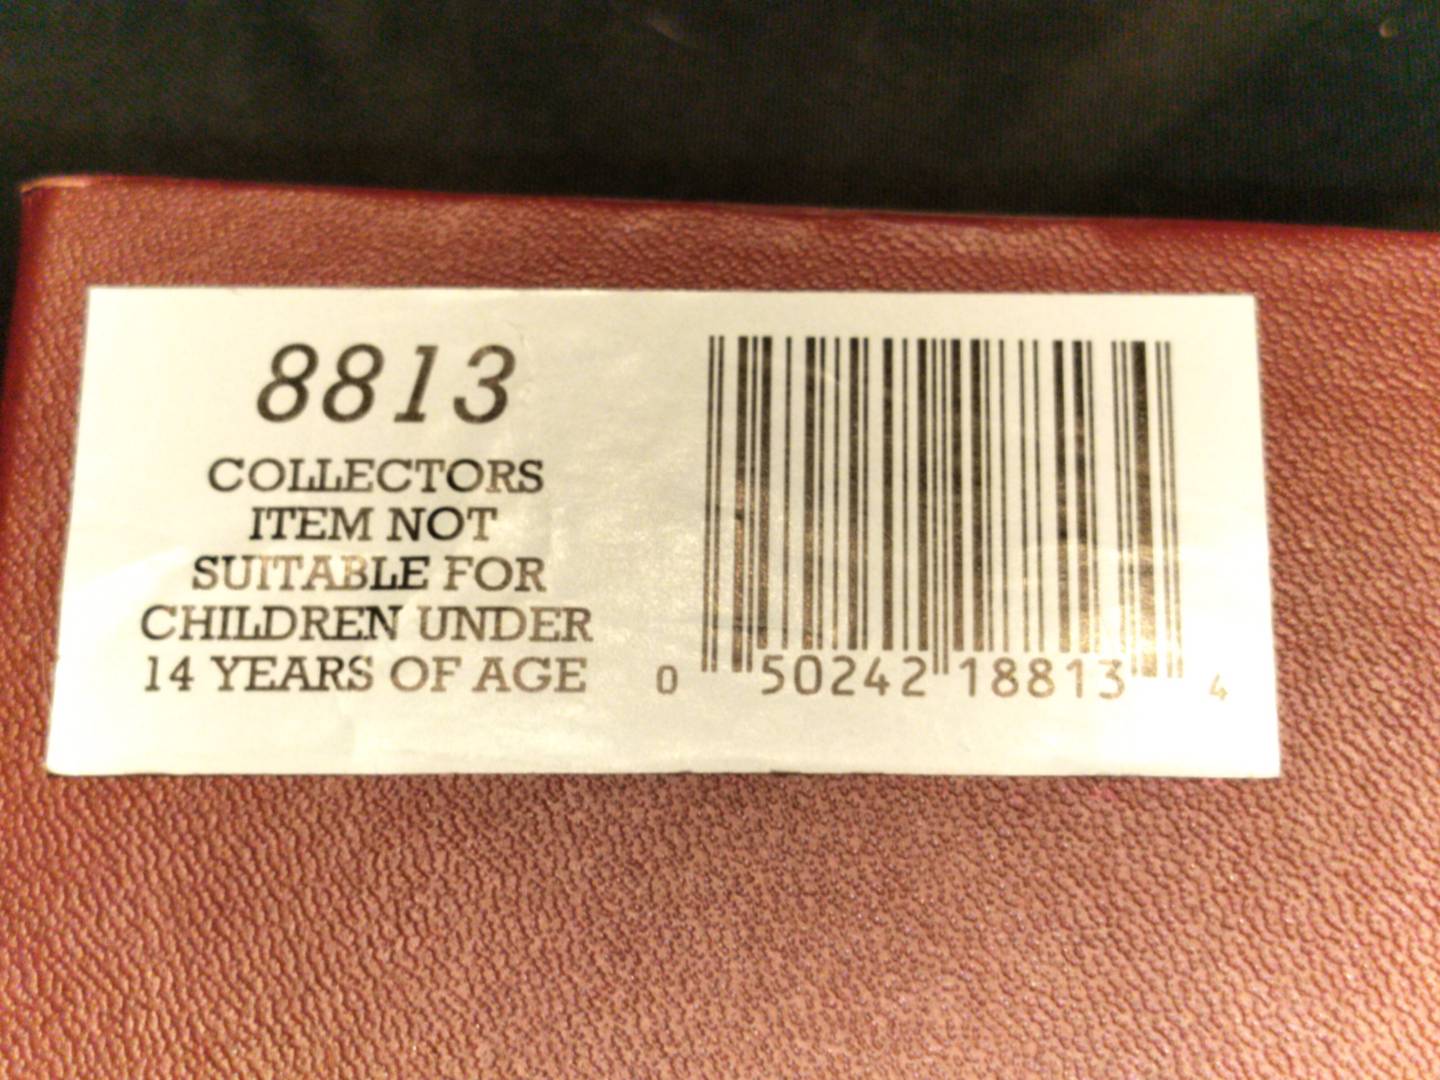 8813
COLLECTORS
ITEM NOT
SUITABLE FOR
CHILDREN UNDER
14 YEARS OF AGE
0 50242 18813 4